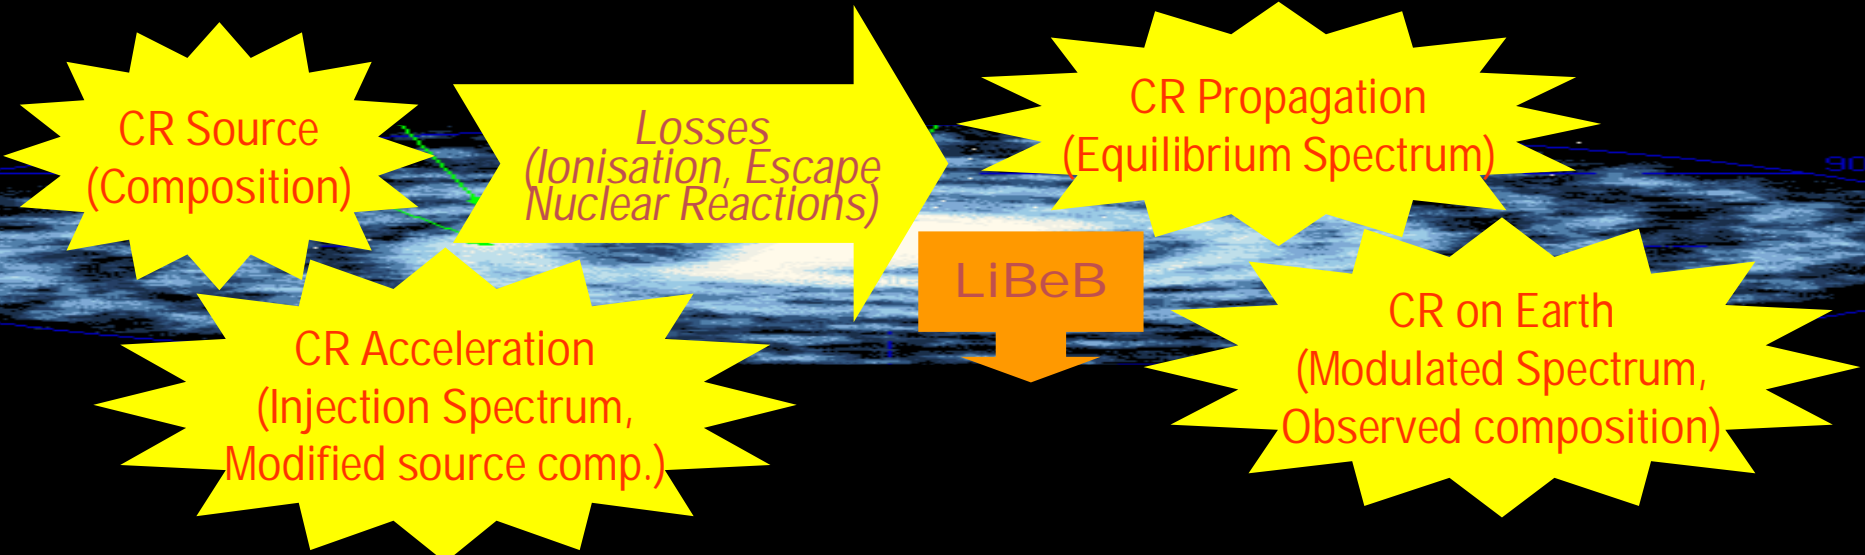 CR Source
(Composition)
Losses
(Ionisation, Escape
Nuclear Reactions)
CR Propagation
(Equilibrium Spectrum)
90
LiBeB
CR Acceleration
(Injection Spectrum,
Modified source comp.)
CR on Earth
(Modulated Spectrum,
Observed composition)